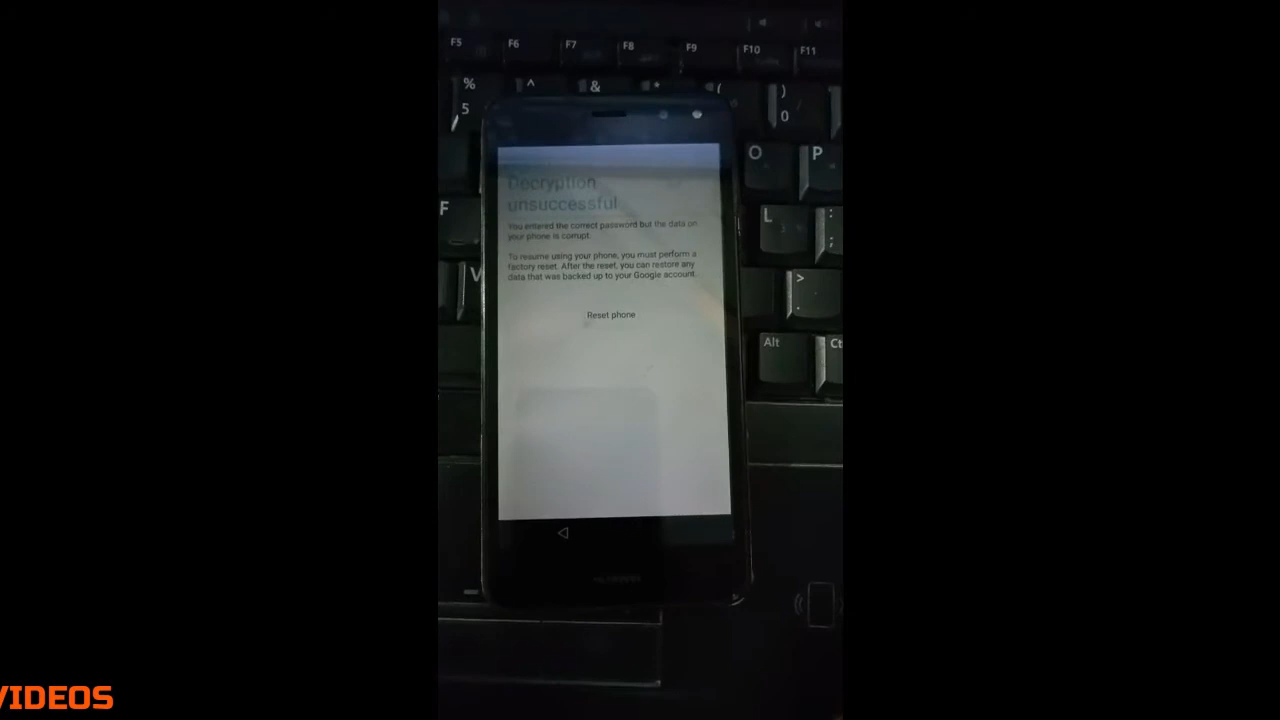 F5 F6 F7 F8 F9 F10 F11
% ^ & * ( )
5 0
O P
F L : ;
V > .
Alt Ct
Decryption
unsuccessful
You entered the correct password but the data on
your phone is corrupt.
To resume using your phone, you must perform a
factory reset. After the reset, you can restore any
data that was backed up to your Google account.
Reset phone
HUAWEI
VIDEOS